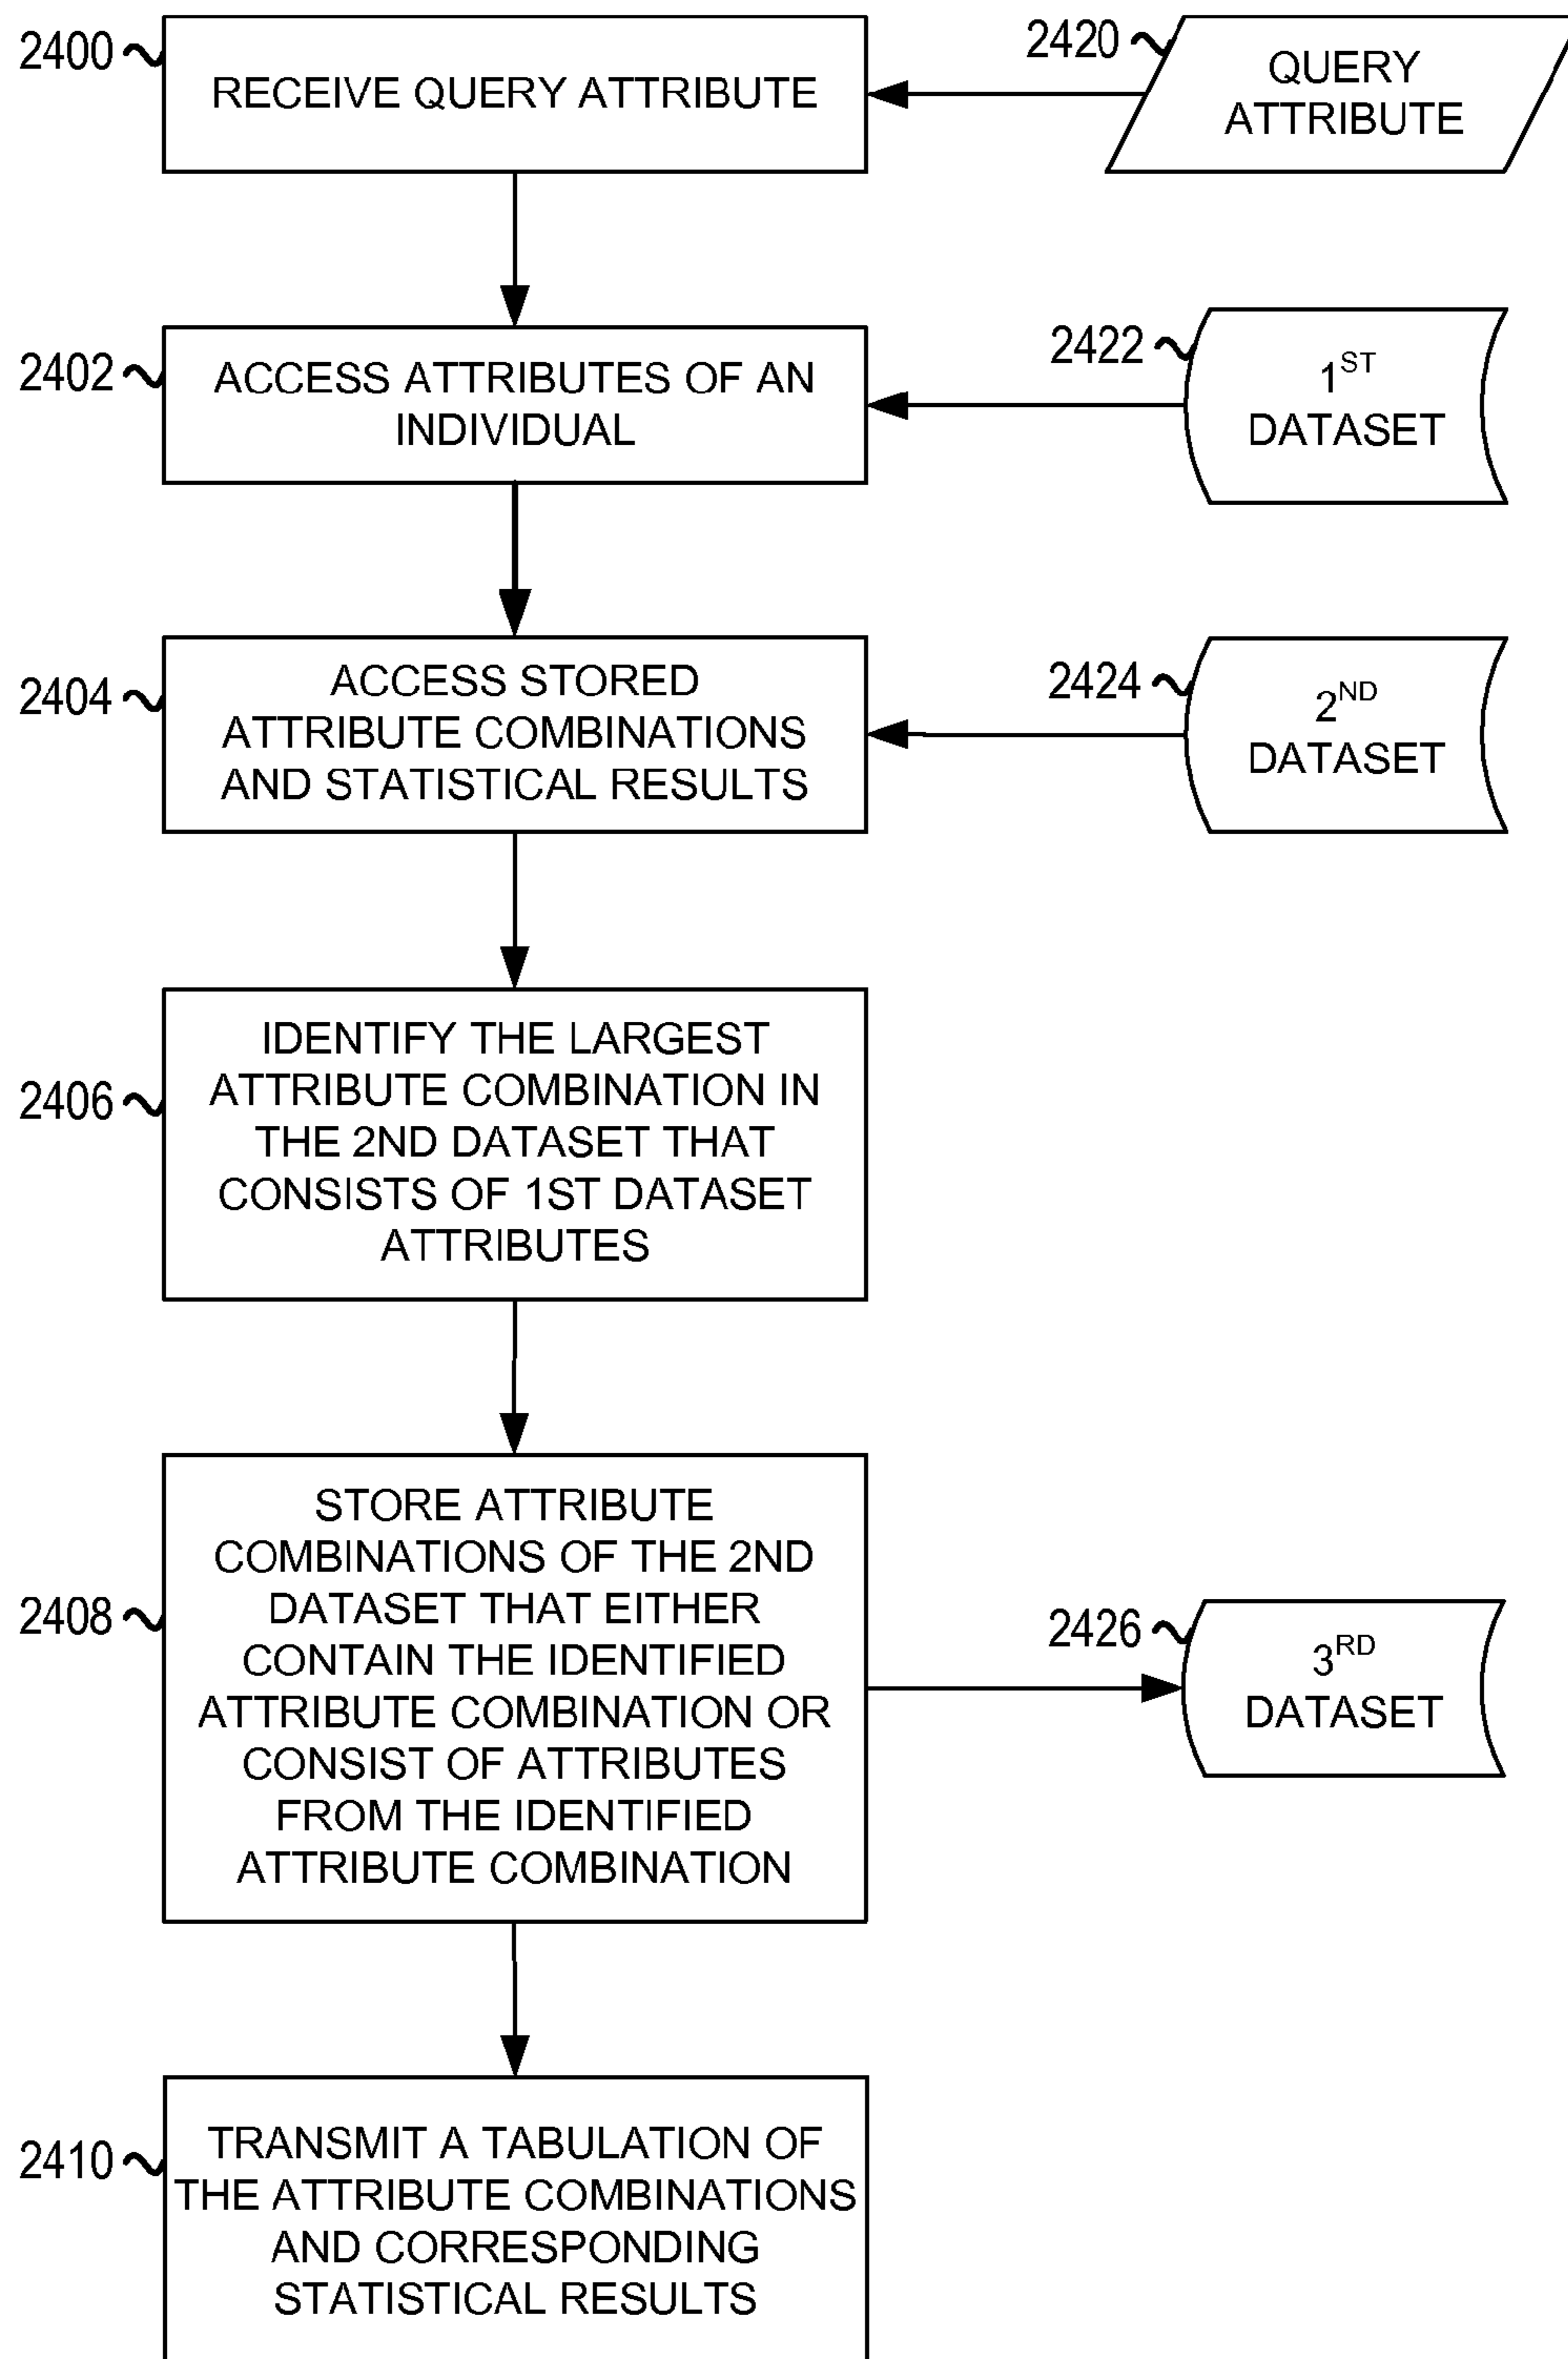 2400
RECEIVE QUERY ATTRIBUTE
2420
QUERY
ATTRIBUTE
2402
ACCESS ATTRIBUTES OF AN
INDIVIDUAL
2422
1ST
DATASET
2404
ACCESS STORED
ATTRIBUTE COMBINATIONS
AND STATISTICAL RESULTS
2424
2ND
DATASET
2406
IDENTIFY THE LARGEST
ATTRIBUTE COMBINATION IN
THE 2ND DATASET THAT
CONSISTS OF 1ST DATASET
ATTRIBUTES
2408
STORE ATTRIBUTE
COMBINATIONS OF THE 2ND
DATASET THAT EITHER
CONTAIN THE IDENTIFIED
ATTRIBUTE COMBINATION OR
CONSIST OF ATTRIBUTES
FROM THE IDENTIFIED
ATTRIBUTE COMBINATION
2426
3RD
DATASET
2410
TRANSMIT A TABULATION OF
THE ATTRIBUTE COMBINATIONS
AND CORRESPONDING
STATISTICAL RESULTS